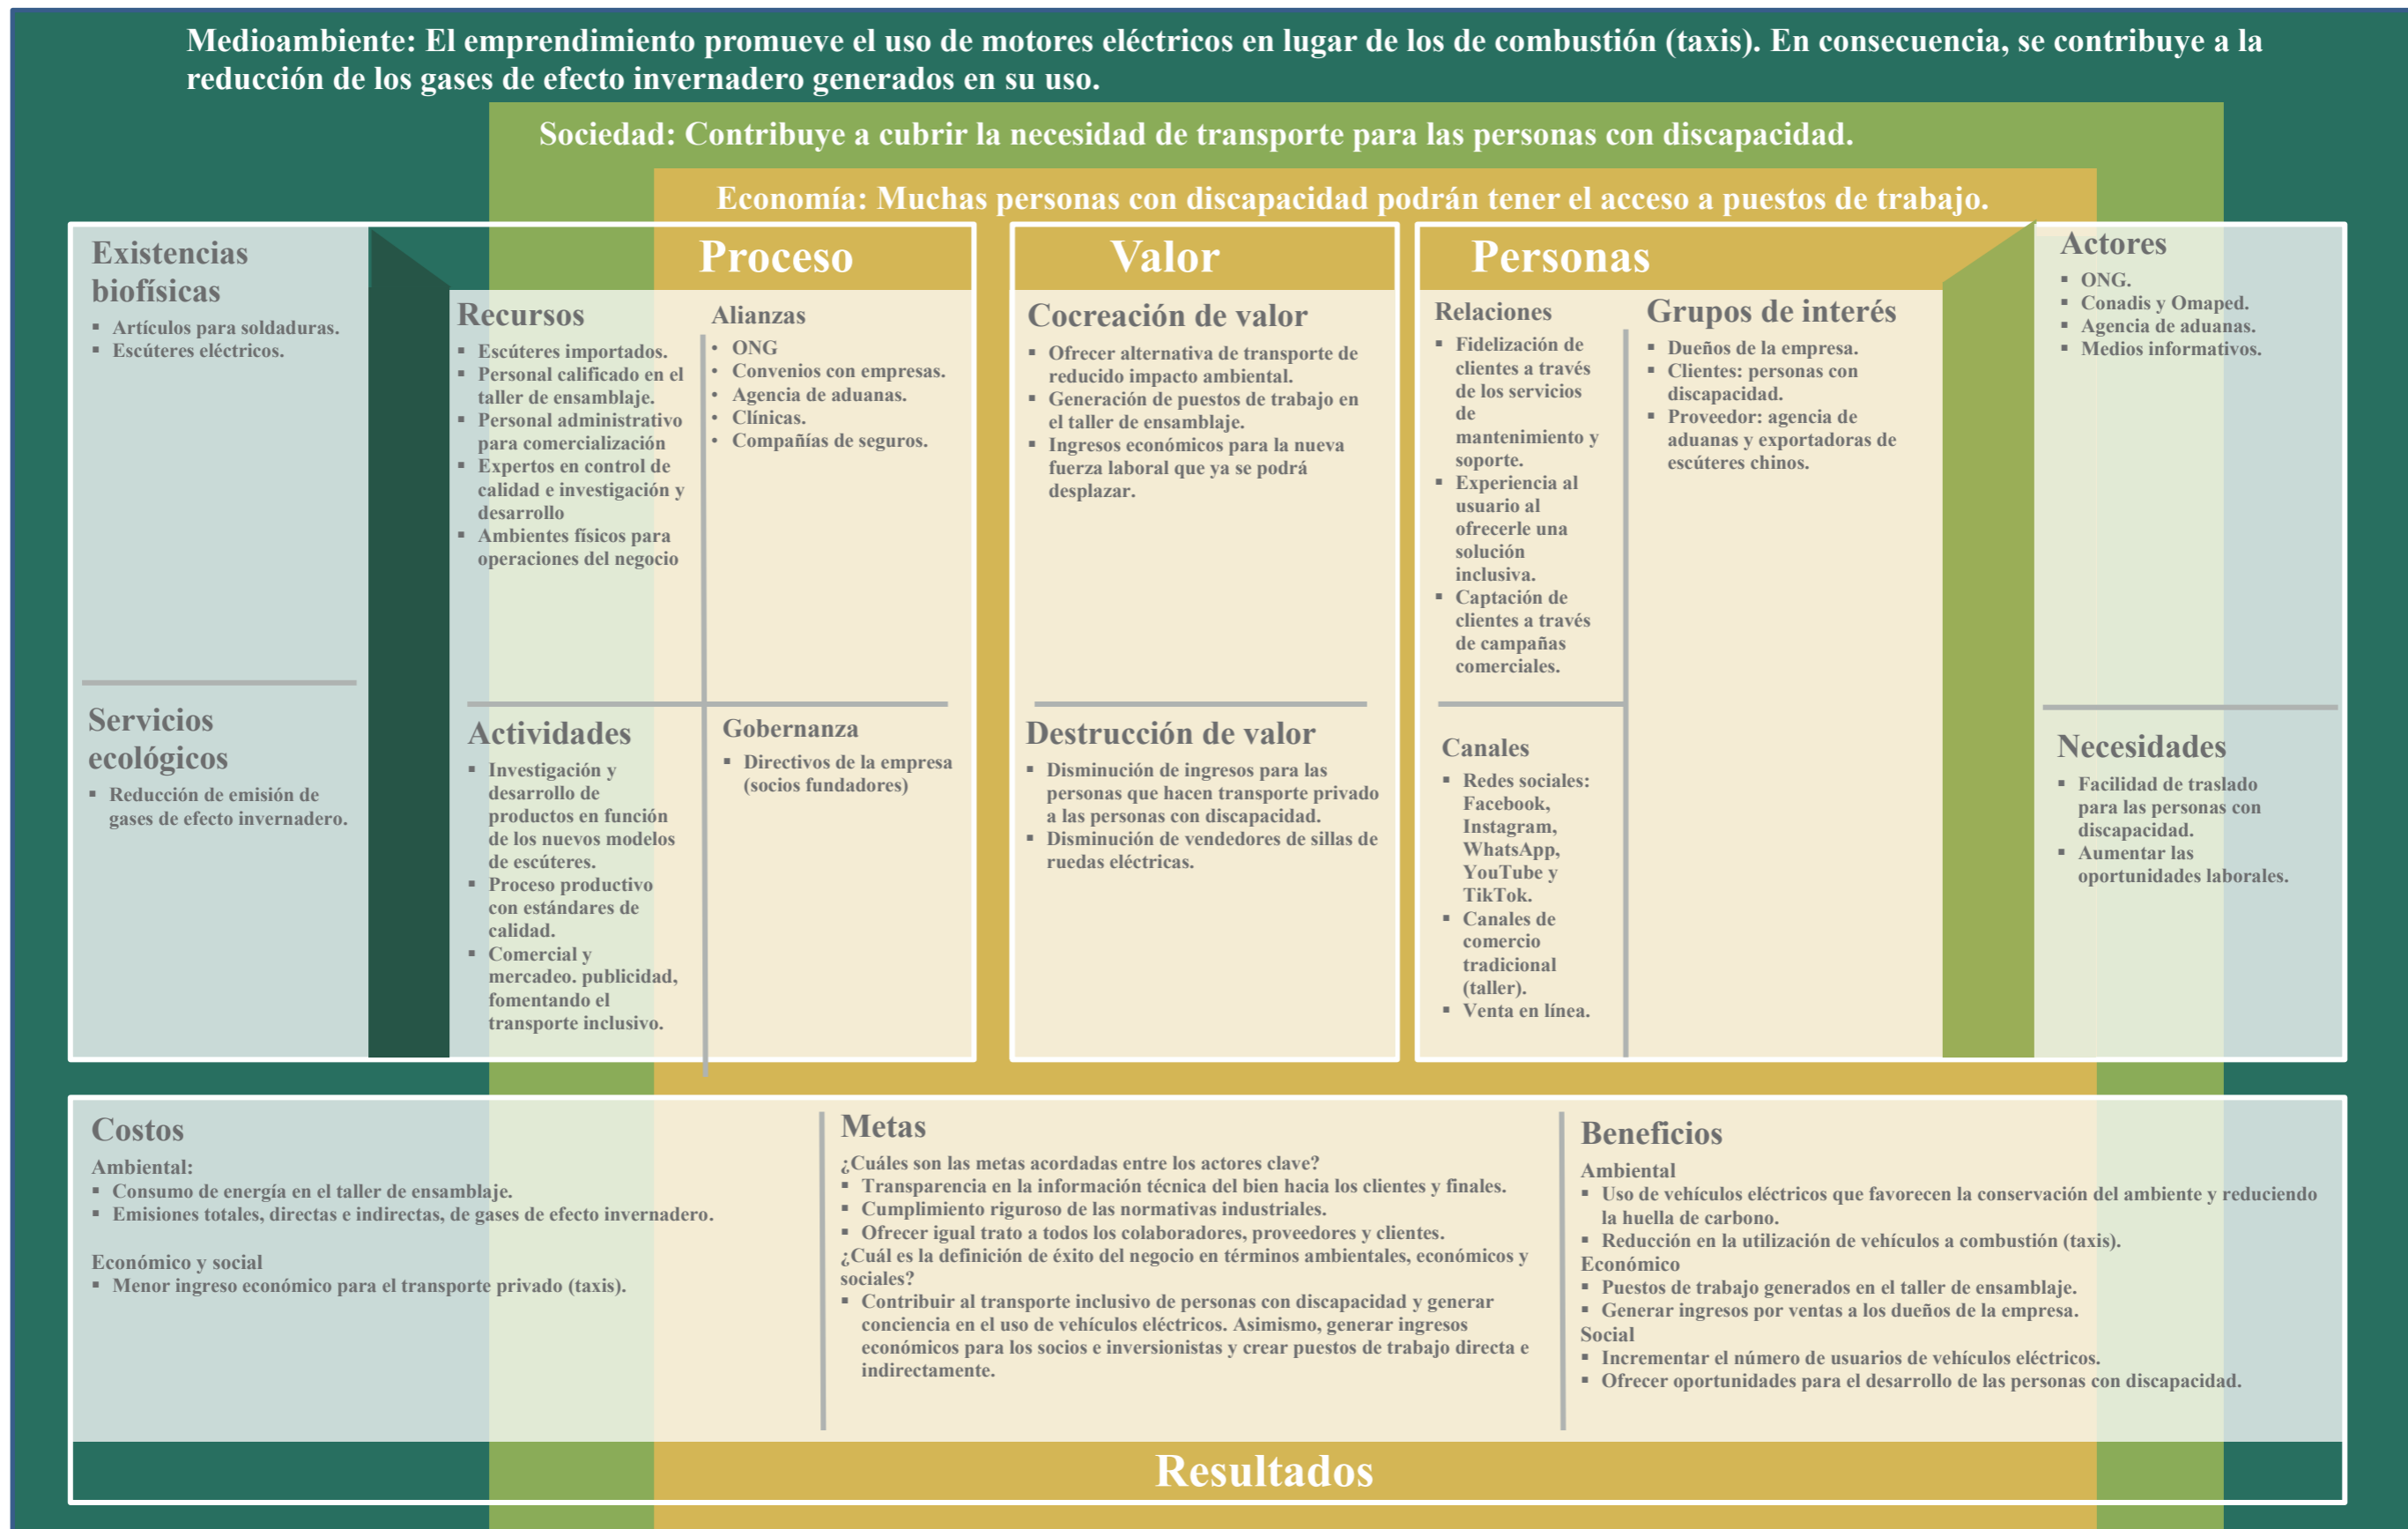 Medioambiente: El emprendimiento promueve el uso de motores eléctricos en lugar de los de combustión (taxis). En consecuencia, se contribuye a la
reducción de los gases de efecto invernadero generados en su uso.
Sociedad: Contribuye a cubrir la necesidad de transporte para las personas con discapacidad.
Economía: Muchas personas con discapacidad podrán tener el acceso a puestos de trabajo.
Existencias
biofísicas
▪ Artículos para soldaduras.
▪ Escúteres eléctricos.
Servicios
ecológicos
▪ Reducción de emisión de
gases de efecto invernadero.
Proceso
Recursos
▪ Escúteres importados.
▪ Personal calificado en el
taller de ensamblaje.
▪ Personal administrativo
para comercialización
▪ Expertos en control de
calidad e investigación y
desarrollo
▪ Ambientes físicos para
operaciones del negocio
Alianzas
• ONG
• Convenios con empresas.
• Agencia de aduanas.
• Clínicas.
• Compañías de seguros.
Actividades
▪ Investigación y
desarrollo de
productos en función
de los nuevos modelos
de escúteres.
▪ Proceso productivo
con estándares de
calidad.
▪ Comercial y
mercadeo. publicidad,
fomentando el
transporte inclusivo.
Gobernanza
▪ Directivos de la empresa
(socios fundadores)
Valor
Cocreación de valor
▪ Ofrecer alternativa de transporte de
reducido impacto ambiental.
▪ Generación de puestos de trabajo en
el taller de ensamblaje.
▪ Ingresos económicos para la nueva
fuerza laboral que ya se podrá
desplazar.
Destrucción de valor
▪ Disminución de ingresos para las
personas que hacen transporte privado
a las personas con discapacidad.
▪ Disminución de vendedores de sillas de
ruedas eléctricas.
Personas
Relaciones
▪ Fidelización de
clientes a través
de los servicios
de
mantenimiento y
soporte.
▪ Experiencia al
usuario al
ofrecerle una
solución
inclusiva.
▪ Captación de
clientes a través
de campañas
comerciales.
Grupos de interés
▪ Dueños de la empresa.
▪ Clientes: personas con
discapacidad.
▪ Proveedor: agencia de
aduanas y exportadoras de
escúteres chinos.
Canales
▪ Redes sociales:
Facebook,
Instagram,
WhatsApp,
YouTube y
TikTok.
▪ Canales de
comercio
tradicional
(taller).
▪ Venta en línea.
Actores
▪ ONG.
▪ Conadis y Omaped.
▪ Agencia de aduanas.
▪ Medios informativos.
Necesidades
▪ Facilidad de traslado
para las personas con
discapacidad.
▪ Aumentar las
oportunidades laborales.
Costos
Ambiental:
▪ Consumo de energía en el taller de ensamblaje.
▪ Emisiones totales, directas e indirectas, de gases de efecto invernadero.
Económico y social
▪ Menor ingreso económico para el transporte privado (taxis).
Metas
¿Cuáles son las metas acordadas entre los actores clave?
▪ Transparencia en la información técnica del bien hacia los clientes y finales.
▪ Cumplimiento riguroso de las normativas industriales.
▪ Ofrecer igual trato a todos los colaboradores, proveedores y clientes.
¿Cuál es la definición de éxito del negocio en términos ambientales, económicos y
sociales?
▪ Contribuir al transporte inclusivo de personas con discapacidad y generar
conciencia en el uso de vehículos eléctricos. Asimismo, generar ingresos
económicos para los socios e inversionistas y crear puestos de trabajo directa e
indirectamente.
Beneficios
Ambiental
▪ Uso de vehículos eléctricos que favorecen la conservación del ambiente y reduciendo
la huella de carbono.
▪ Reducción en la utilización de vehículos a combustión (taxis).
Económico
▪ Puestos de trabajo generados en el taller de ensamblaje.
▪ Generar ingresos por ventas a los dueños de la empresa.
Social
▪ Incrementar el número de usuarios de vehículos eléctricos.
▪ Ofrecer oportunidades para el desarrollo de las personas con discapacidad.
Resultados